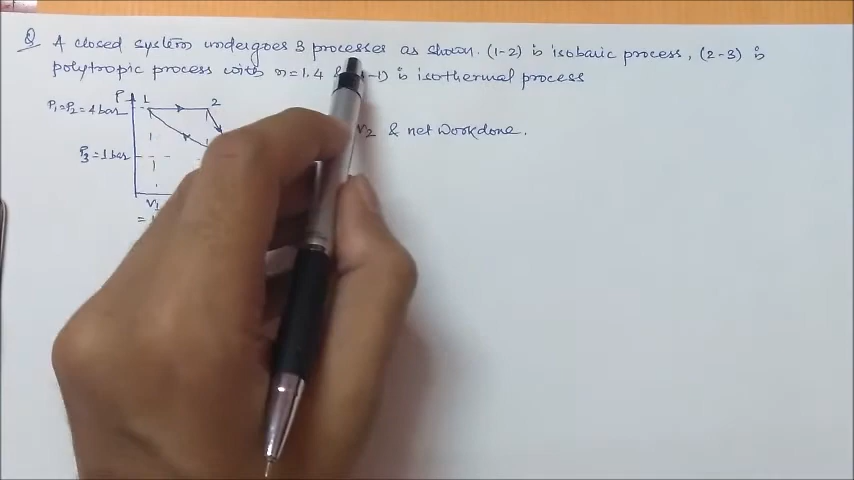 Q A closed system undergoes 3 processes as shown. (1-2) is isobaric process, (2-3) is
polytropic process with n=1.4 -1) is isothermal process
P 1 2
P₁=P₂=4 bar
V₂ & net Workdone.
P₃=1 bar
V₁
=